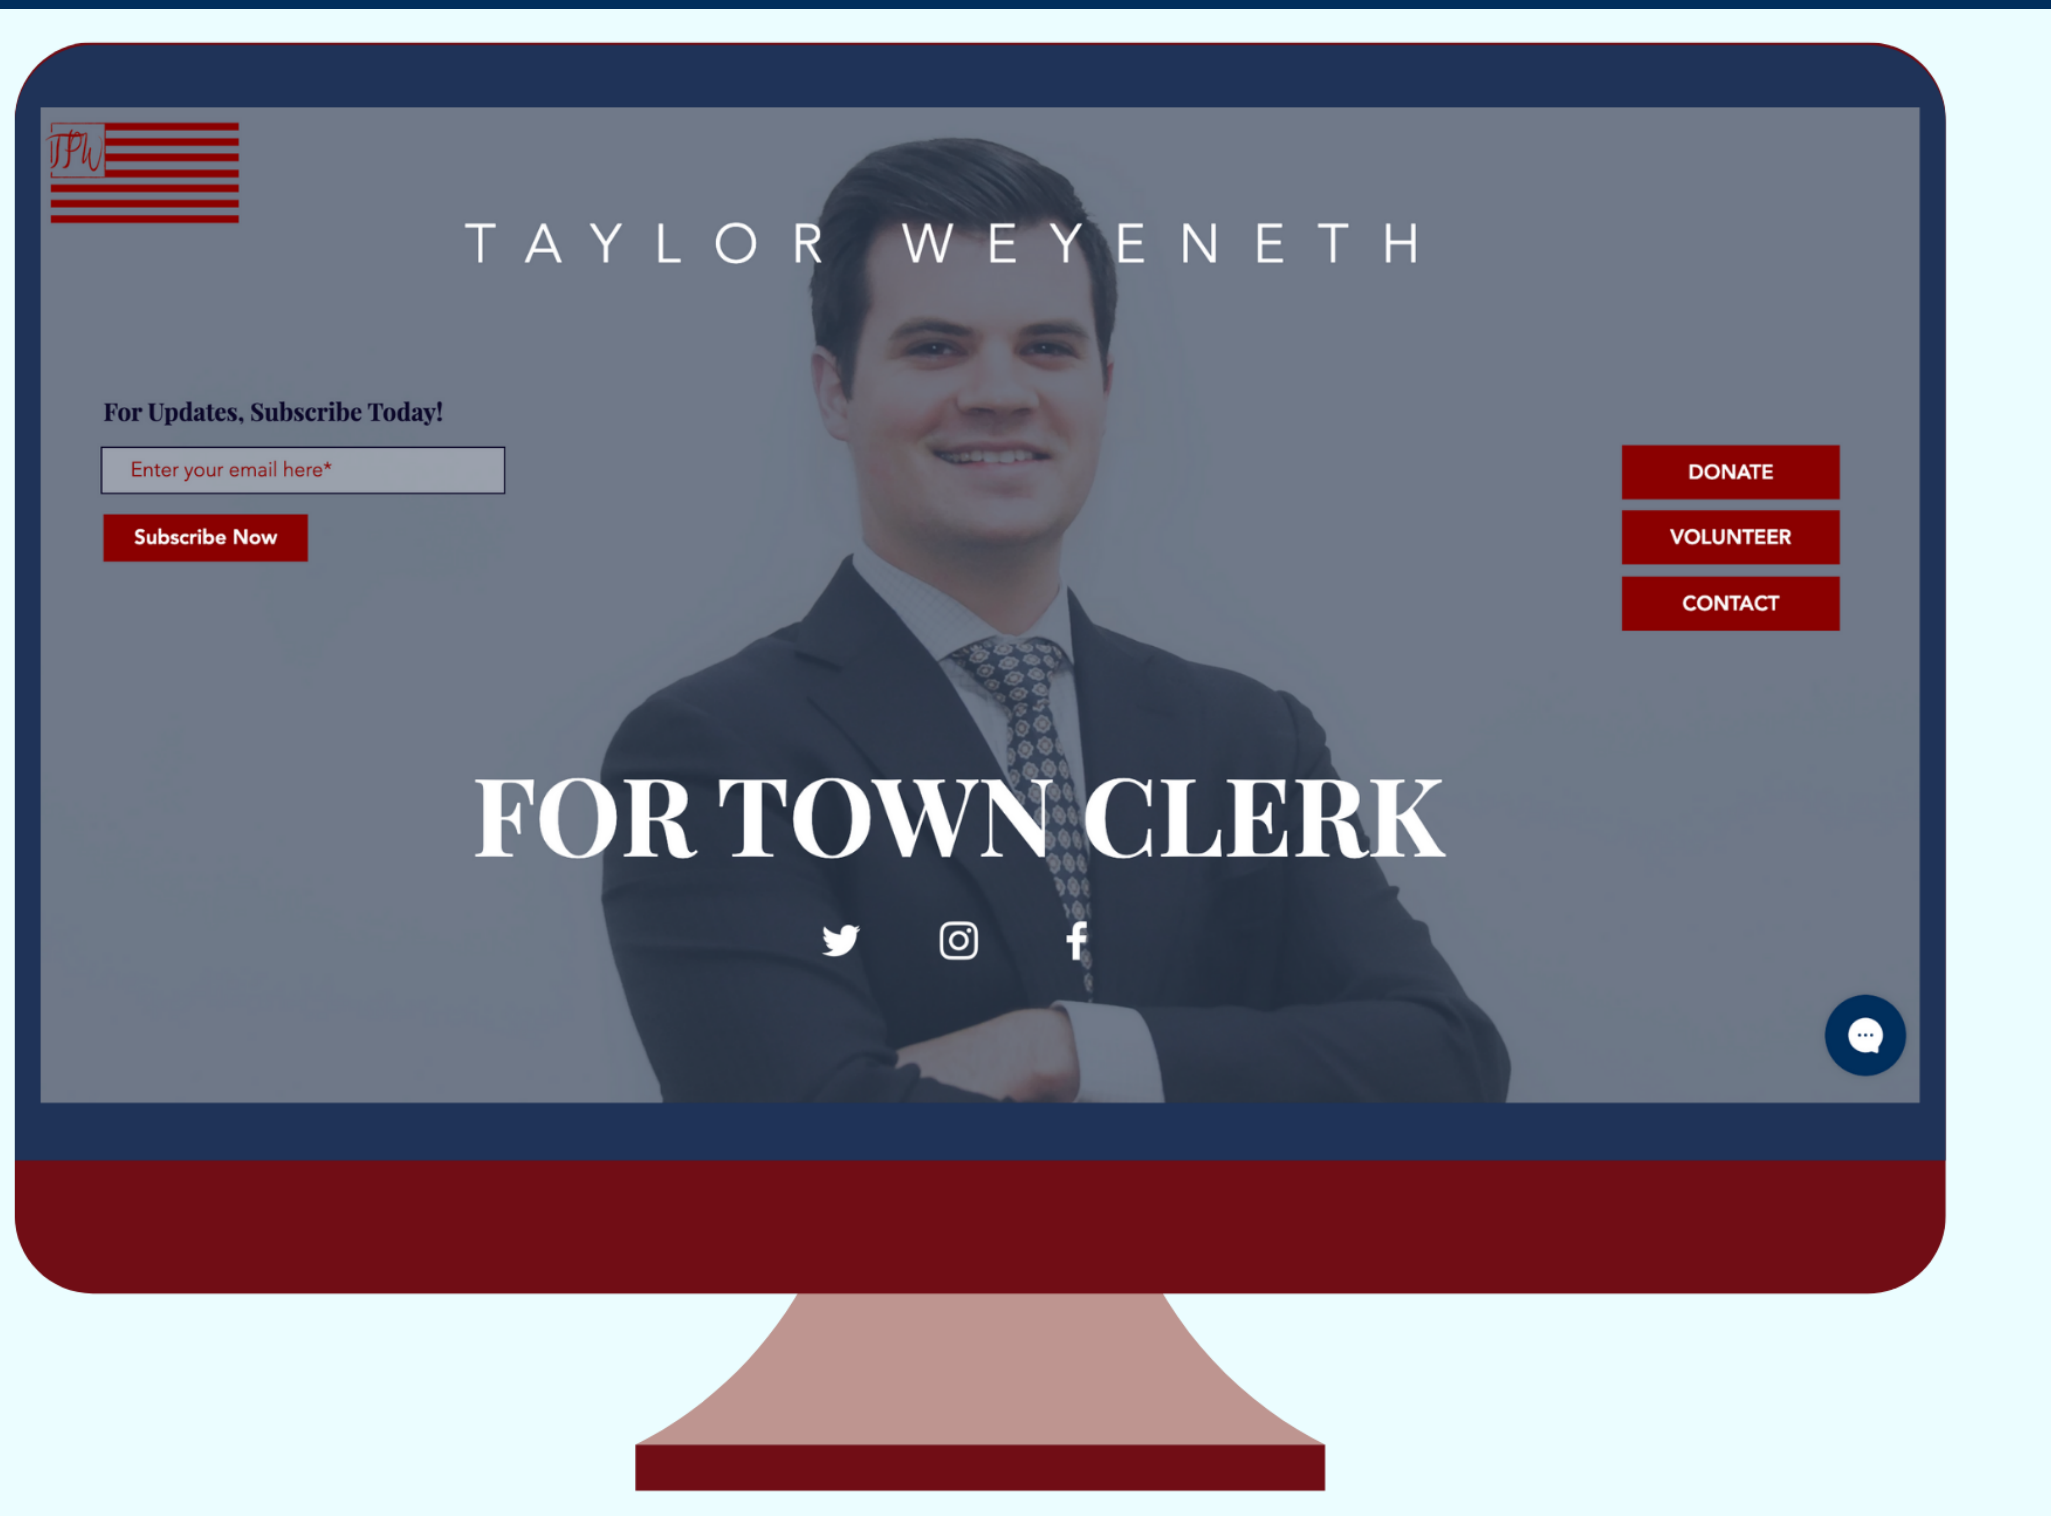 TPW
TAYLOR WEYENETH
For Updates, Subscribe Today!
Enter your email here*
Subscribe Now
DONATE
VOLUNTEER
CONTACT
FOR TOWN CLERK